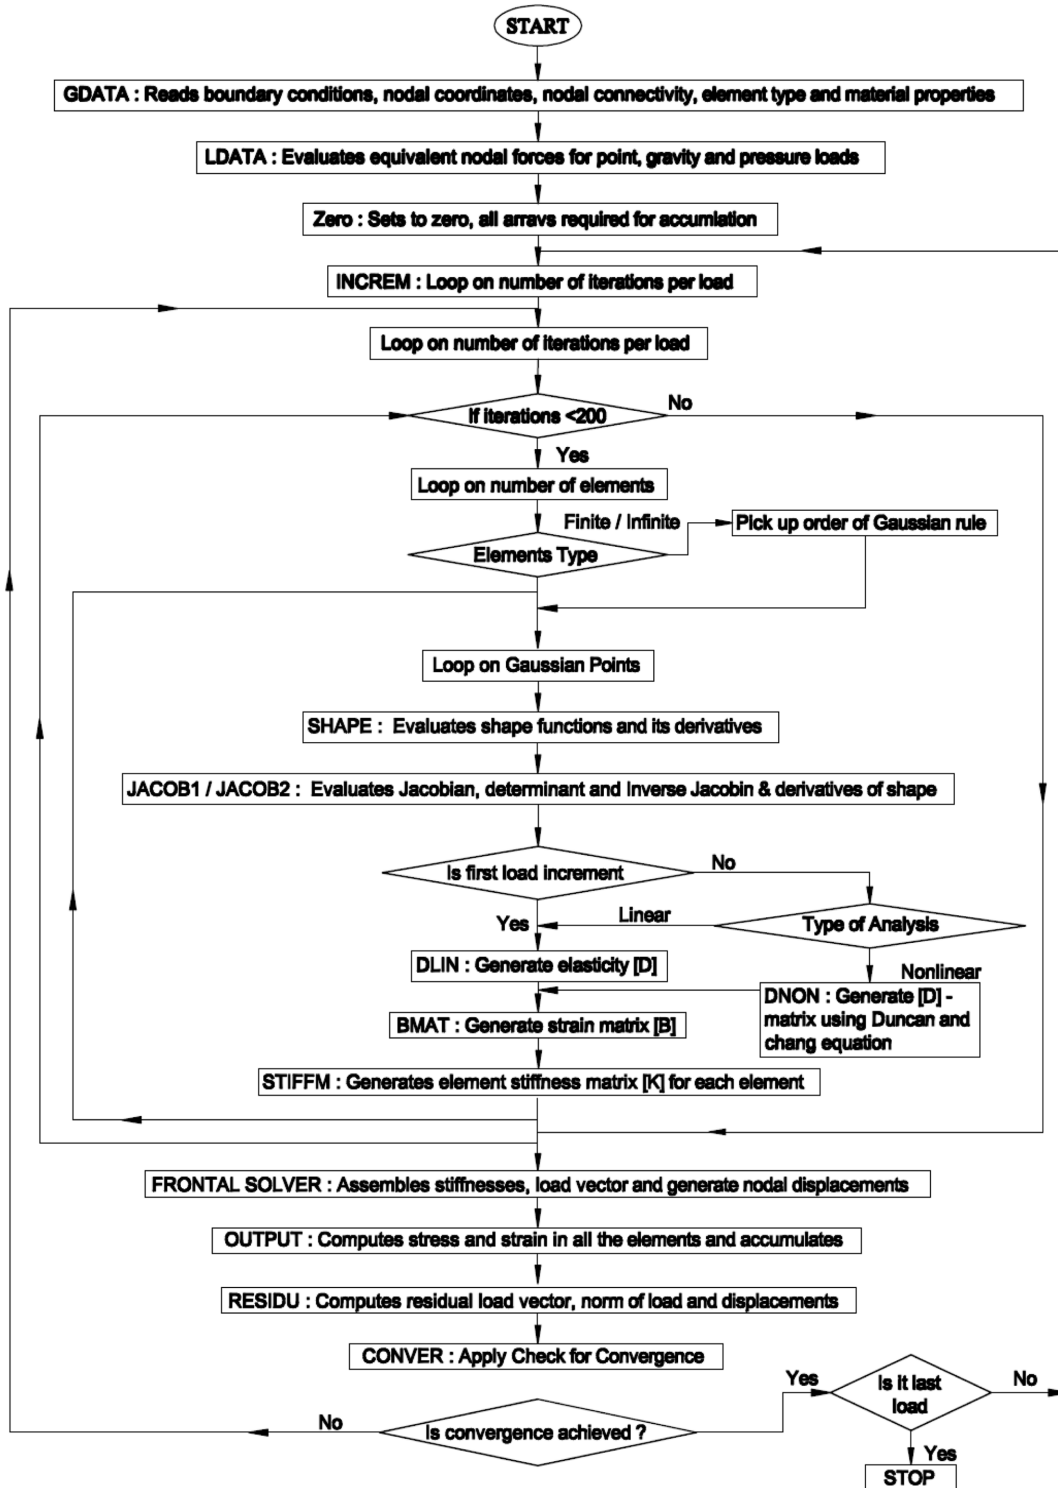 START
GDATA : Reads boundary conditions, nodal coordinates, nodal connectivity, element type and material properties
LDATA : Evaluates equivalent nodal forces for point, gravity and pressure loads
Zero : Sets to zero, all arravs required for accumlation
INCREM : Loop on number of iterations per load
Loop on number of iterations per load
If iterations <200
No
Yes
Loop on number of elements
Finite / Infinite
Pick up order of Gaussian rule
Elements Type
Loop on Gaussian Points
SHAPE : Evaluates shape functions and its derivatives
JACOB1 / JACOB2 : Evaluates Jacobian, determinant and Inverse Jacobin & derivatives of shape
Is first load increment
No
Yes
Linear
Type of Analysis
DLIN : Generate elasticity [D]
Nonlinear
DNON : Generate [D] -
matrix using Duncan and
chang equation
BMAT : Generate strain matrix [B]
STIFFM : Generates element stiffness matrix [K] for each element
FRONTAL SOLVER : Assembles stiffnesses, load vector and generate nodal displacements
OUTPUT : Computes stress and strain in all the elements and accumulates
RESIDU : Computes residual load vector, norm of load and displacements
CONVER : Apply Check for Convergence
Yes
Is it last
load
No
No
Is convergence achieved ?
Yes
STOP